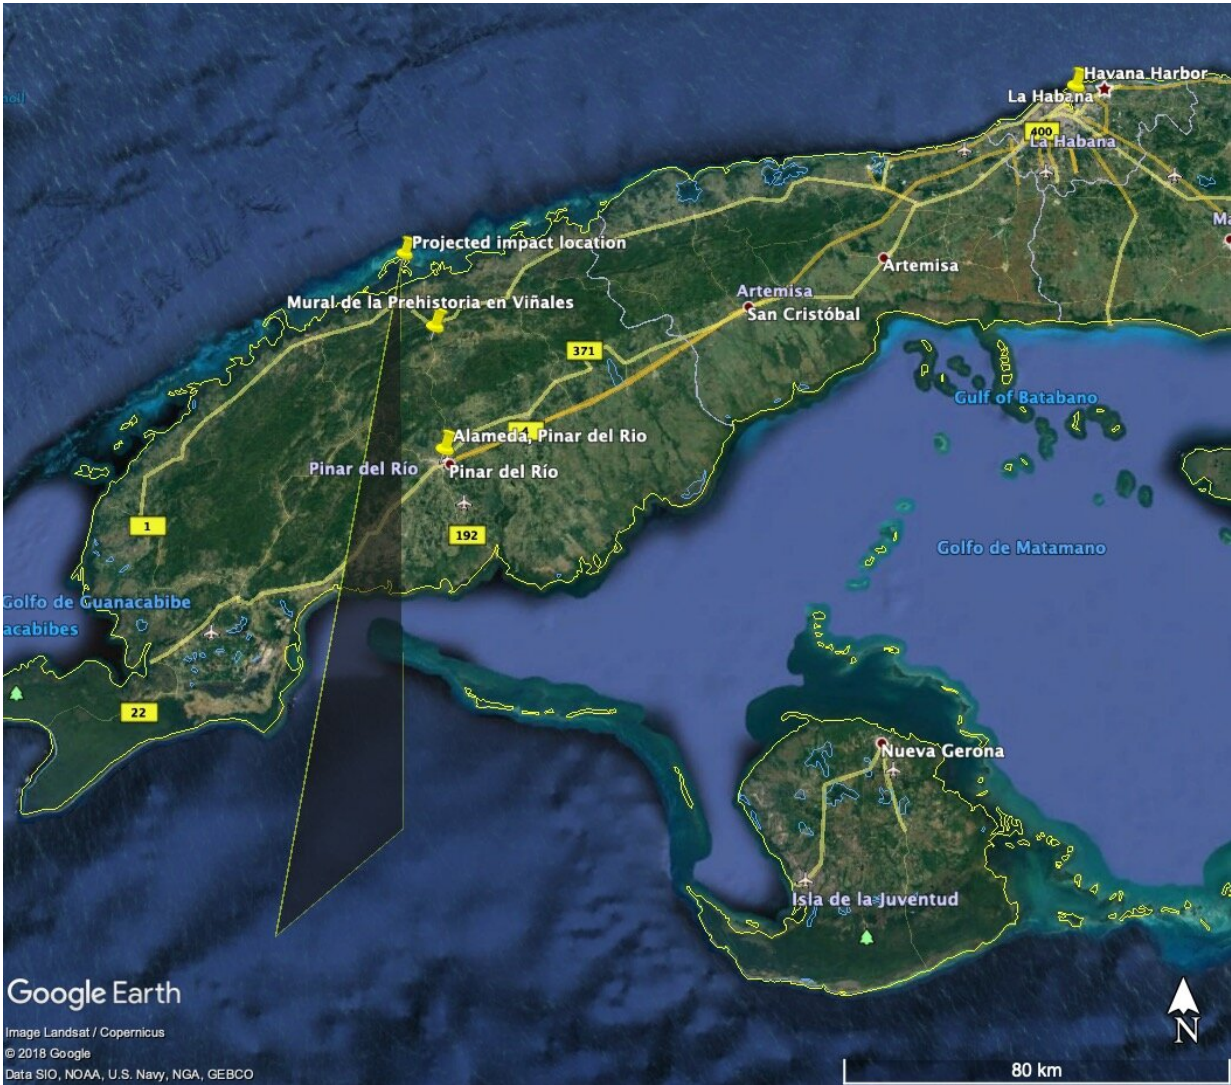 Havana Harbor
La Habana
400
La Habana
Projected impact location
Artemisa
Mural de la Prehistoria en Viñales
Artemisa
San Cristóbal
371
Gulf of Batabano
Alameda, Pinar del Rio
Pinar del Río
Pinar del Río
1
192
Golfo de Matamano
Golfo de Guanacabibe
acabibes
22
Nueva Gerona
Isla de la Juventud
Google Earth
Image Landsat / Copernicus
© 2018 Google
Data SIO, NOAA, U.S. Navy, NGA, GEBCO
N
80 km